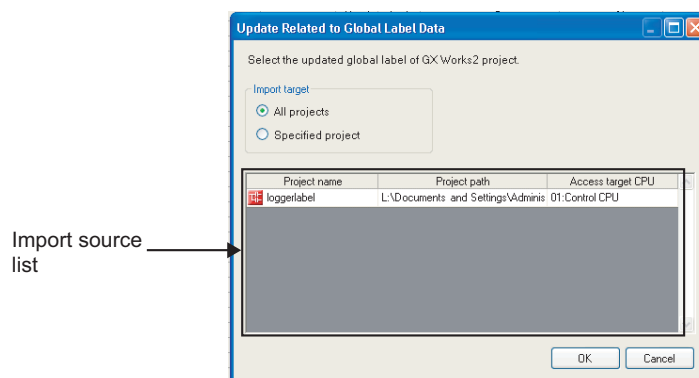 Update Related to Global Label Data
Select the updated global label of GX Works2 project.
Import target
All projects
Specified project
Project name Project path Access target CPU
loggerlabel L:\Documents and Settings\Adminis 01:Control CPU
Import source
list
OK Cancel